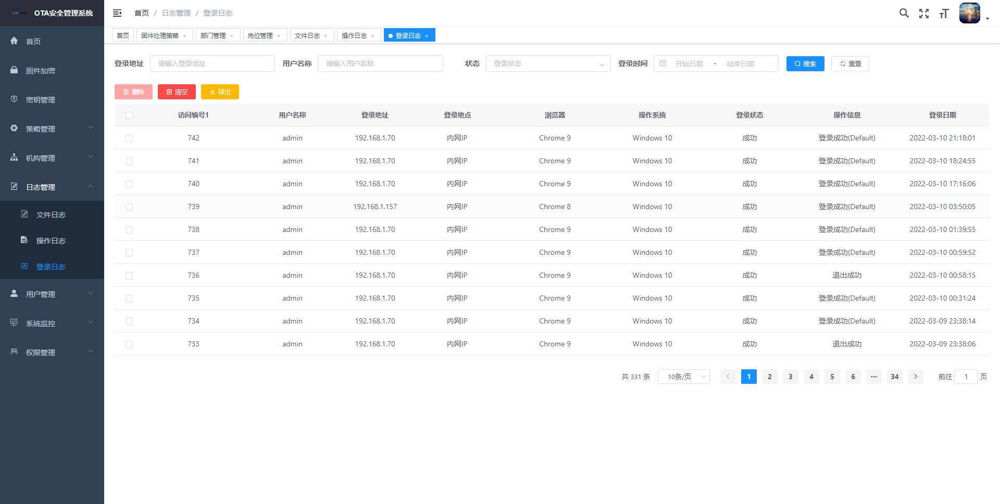 OTA安全管理系统
首页 / 日志管理 / 登录日志
首页 固件处理策略 × 部门管理 × 岗位管理 × 文件日志 × 操作日志 × 登录日志 ×
首页
固件加密
密钥管理
策略管理
机构管理
日志管理
文件日志
操作日志
登录日志
用户管理
系统监控
权限管理
登录地址 请输入登录地址 用户名称 请输入用户名称 状态 登录状态 登录时间 开始日期 - 结束日期 搜索 重置
删除 清空 导出
访问编号1 用户名称 登录地址 登录地点 浏览器 操作系统 登录状态 操作信息 登录日期
742 admin 192.168.1.70 内网IP Chrome 9 Windows 10 成功 登录成功(Default) 2022-03-10 21:18:01
741 admin 192.168.1.70 内网IP Chrome 9 Windows 10 成功 登录成功(Default) 2022-03-10 18:24:55
740 admin 192.168.1.70 内网IP Chrome 9 Windows 10 成功 登录成功(Default) 2022-03-10 17:16:06
739 admin 192.168.1.157 内网IP Chrome 8 Windows 10 成功 登录成功(Default) 2022-03-10 03:50:05
738 admin 192.168.1.70 内网IP Chrome 9 Windows 10 成功 登录成功(Default) 2022-03-10 01:39:55
737 admin 192.168.1.70 内网IP Chrome 9 Windows 10 成功 登录成功(Default) 2022-03-10 00:59:52
736 admin 192.168.1.70 内网IP Chrome 9 Windows 10 成功 退出成功 2022-03-10 00:58:15
735 admin 192.168.1.70 内网IP Chrome 9 Windows 10 成功 登录成功(Default) 2022-03-10 00:31:24
734 admin 192.168.1.70 内网IP Chrome 9 Windows 10 成功 登录成功(Default) 2022-03-09 23:38:14
733 admin 192.168.1.70 内网IP Chrome 9 Windows 10 成功 退出成功 2022-03-09 23:38:06
共 331 条 10条/页 1 2 3 4 5 6 ... 34 前往 1 页